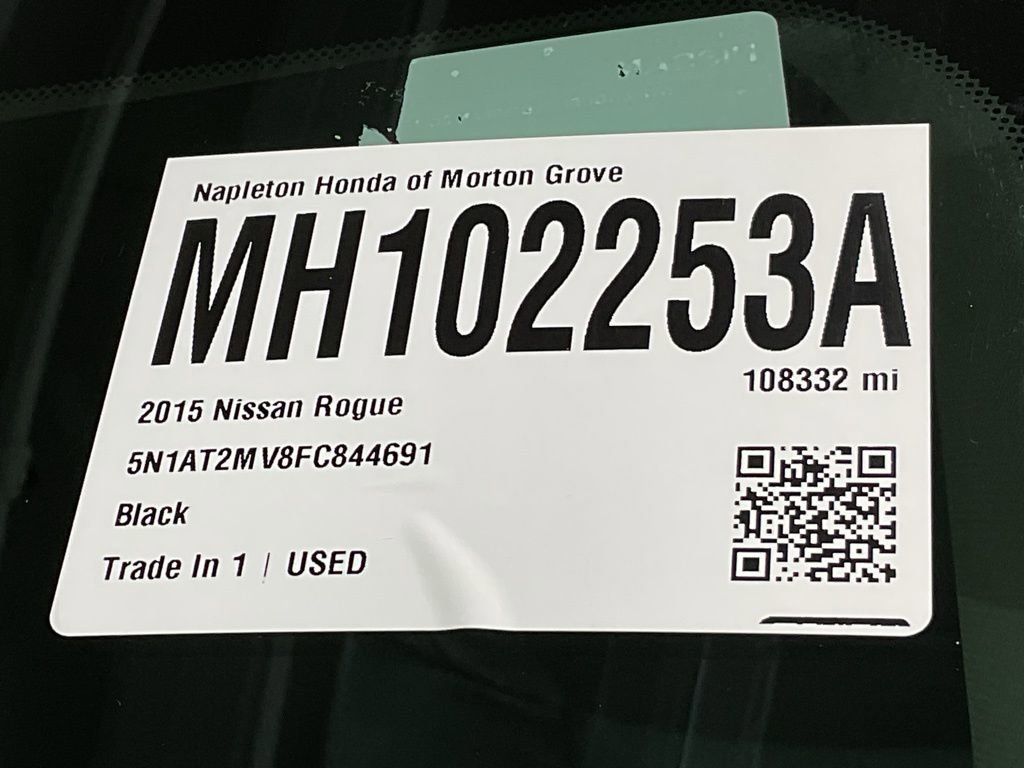 Napleton Honda of Morton Grove
MH102253A
108332 mi
2015 Nissan Rogue
5N1AT2MV8FC844691
Black
Trade In 1 | USED